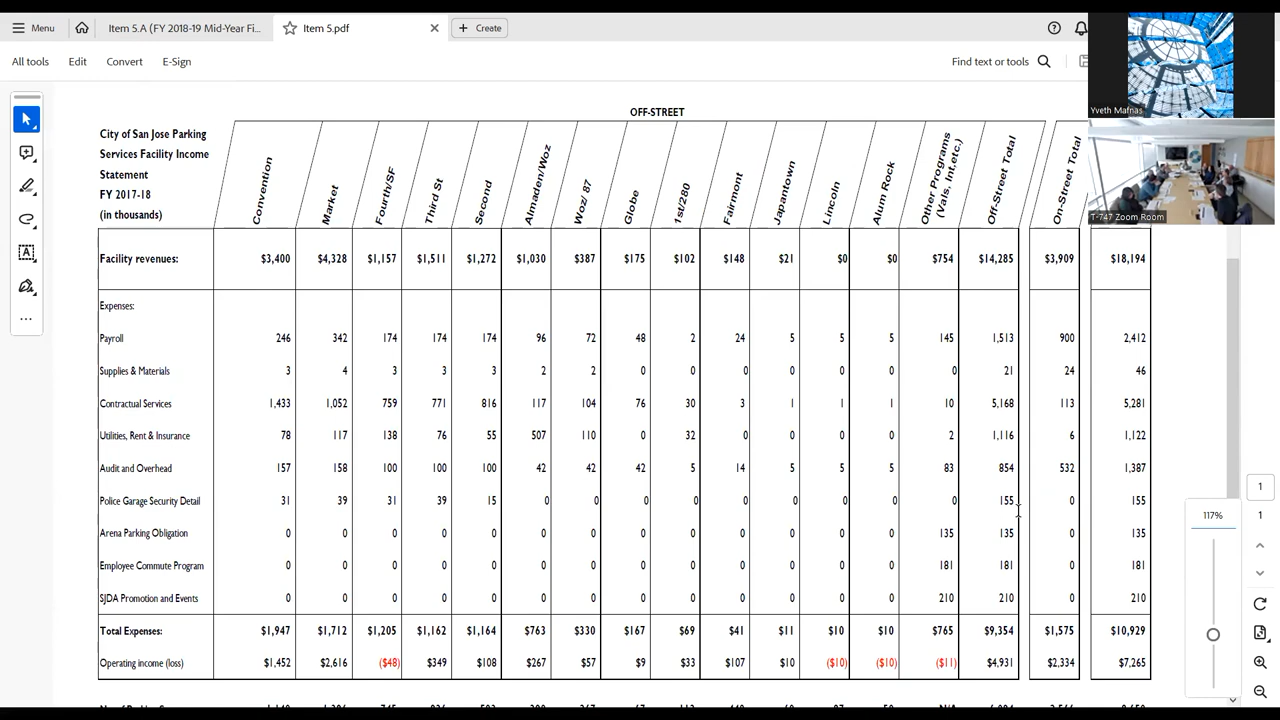 Menu
Item 5.A (FY 2018-19 Mid-Year Fi...
Item 5.pdf
Create
All tools
Edit
Convert
E-Sign
Find text or tools
Yveth Mafnas
T-747 Zoom Room
OFF-STREET
City of San Jose Parking
Services Facility Income
Statement
FY 2017-18
(in thousands)
Convention Market Fourth/SF Third St Second Almaden/Woz Woz/ 87 Globe 1st/280 Fairmont Japantown Lincoln Alum Rock Other Programs (Vals, Int.etc.) Off-Street Total On-Street Total
Facility revenues: $3,400 $4,328 $1,157 $1,511 $1,272 $1,030 $387 $175 $102 $148 $21 $0 $0 $754 $14,285 $3,909 $18,194
Expenses:
Payroll 246 342 174 174 174 96 72 48 2 24 5 5 5 145 1,513 900 2,412
Supplies & Materials 3 4 3 3 3 2 2 0 0 0 0 0 0 0 21 24 46
Contractual Services 1,433 1,052 759 771 816 117 104 76 30 3 1 1 1 10 5,168 113 5,281
Utilities, Rent & Insurance 78 117 138 76 55 507 110 0 32 0 0 0 0 2 1,116 6 1,122
Audit and Overhead 157 158 100 100 100 42 42 42 5 14 5 5 5 83 854 532 1,387
Police Garage Security Detail 31 39 31 39 15 0 0 0 0 0 0 0 0 0 155 0 155
Arena Parking Obligation 0 0 0 0 0 0 0 0 0 0 0 0 0 135 135 0 135
Employee Commute Program 0 0 0 0 0 0 0 0 0 0 0 0 0 181 181 0 181
SJDA Promotion and Events 0 0 0 0 0 0 0 0 0 0 0 0 0 210 210 0 210
Total Expenses: $1,947 $1,712 $1,205 $1,162 $1,164 $763 $330 $167 $69 $41 $11 $10 $10 $765 $9,354 $1,575 $10,929
Operating income (loss) $1,452 $2,616 ($48) $349 $108 $267 $57 $9 $33 $107 $10 ($10) ($10) ($11) $4,931 $2,334 $7,265
1
117%
1